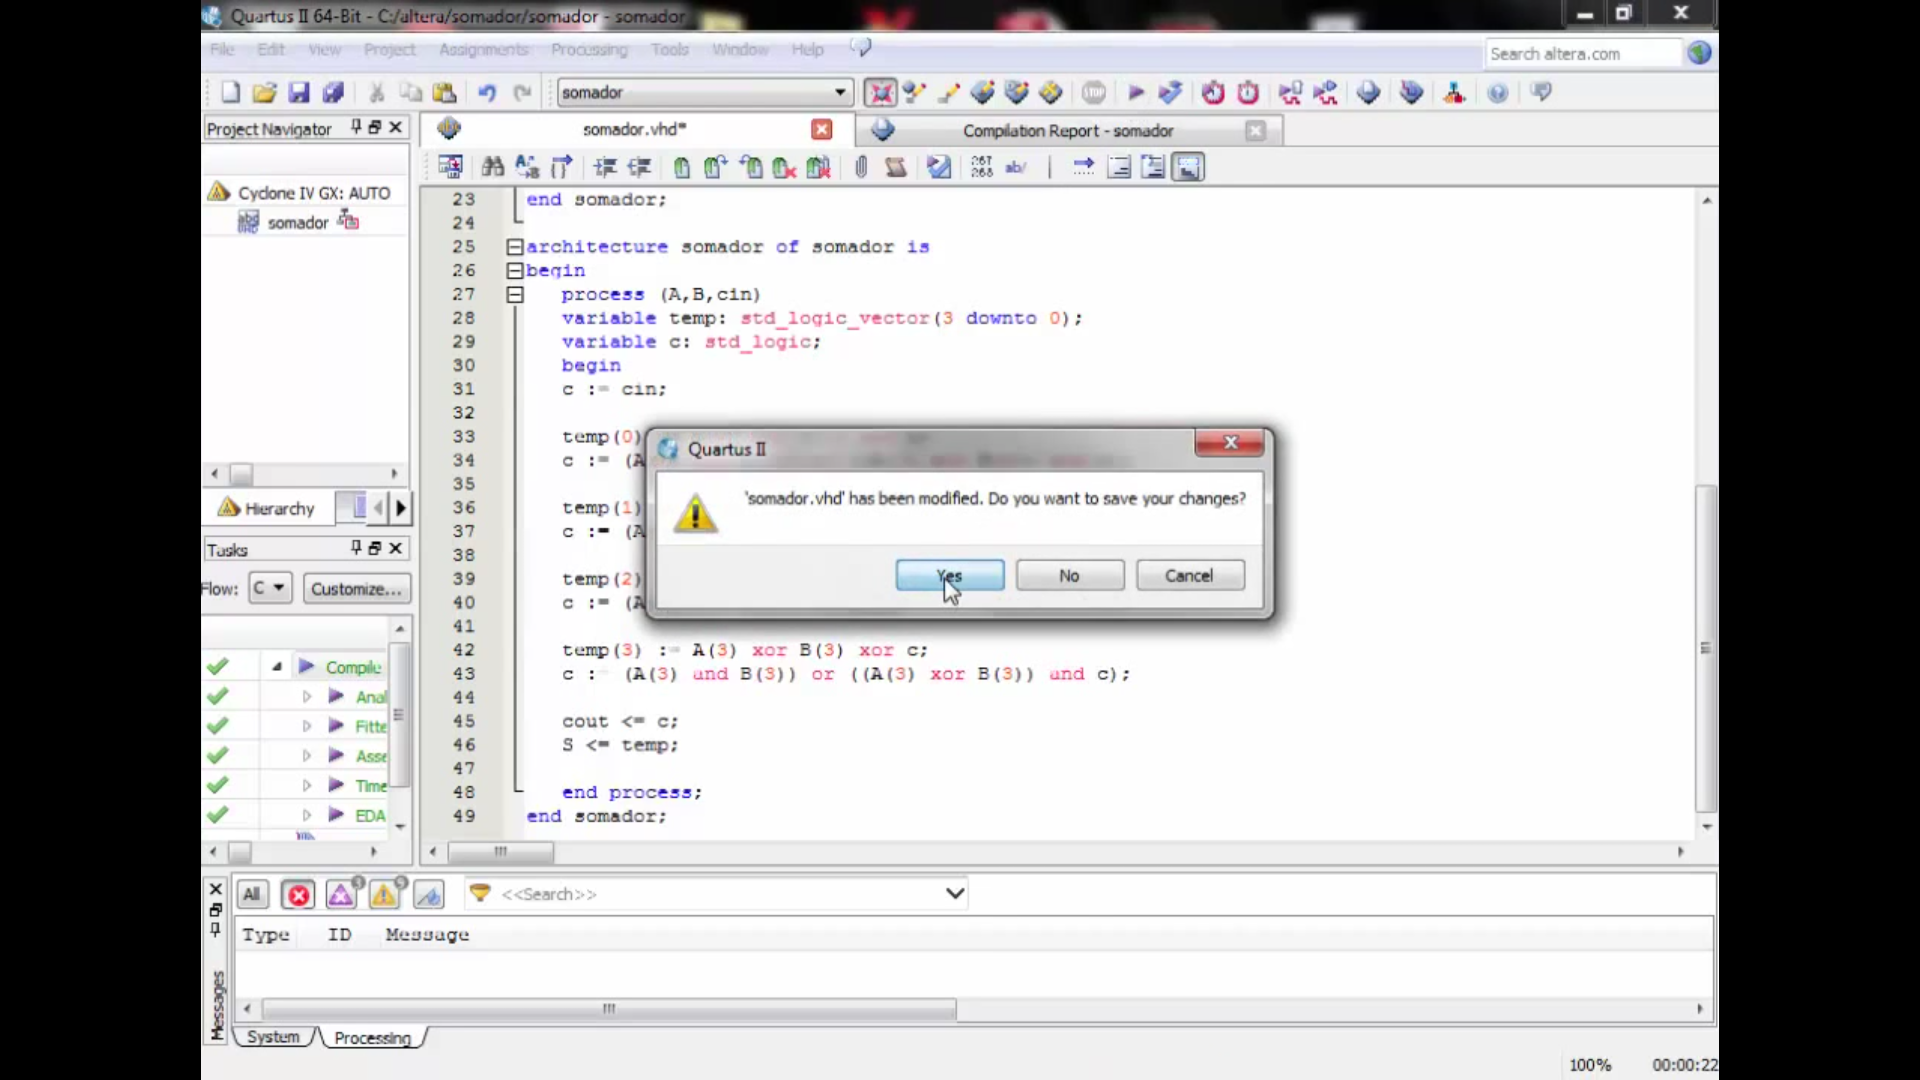 Quartus II 64-Bit - C:/altera/somador/somador - somador
File Edit View Project Assignments Processing Tools Window Help
Search altera.com
somador
Project Navigator
somador.vhd*
Compilation Report - somador
Cyclone IV GX: AUTO
somador
Hierarchy
Tasks
Flow: C Customize...
Compile
Anal
Fitte
Asse
Time
EDA
267
268
ab/
23 end somador;
24
25 architecture somador of somador is
26 begin
27 process (A,B,cin)
28 variable temp: std_logic_vector(3 downto 0);
29 variable c: std_logic;
30 begin
31 c := cin;
32
33 temp(0)
34 c := (A
35
36 temp(1)
37 c := (A
38
39 temp(2)
40 c := (A
41
42 temp(3) := A(3) xor B(3) xor c;
43 c := (A(3) and B(3)) or ((A(3) xor B(3)) and c);
44
45 cout <= c;
46 S <= temp;
47
48 end process;
49 end somador;
Quartus II
'somador.vhd' has been modified. Do you want to save your changes?
Yes No Cancel
All
<<Search>>
Type ID Message
Messages
System Processing
100% 00:00:22